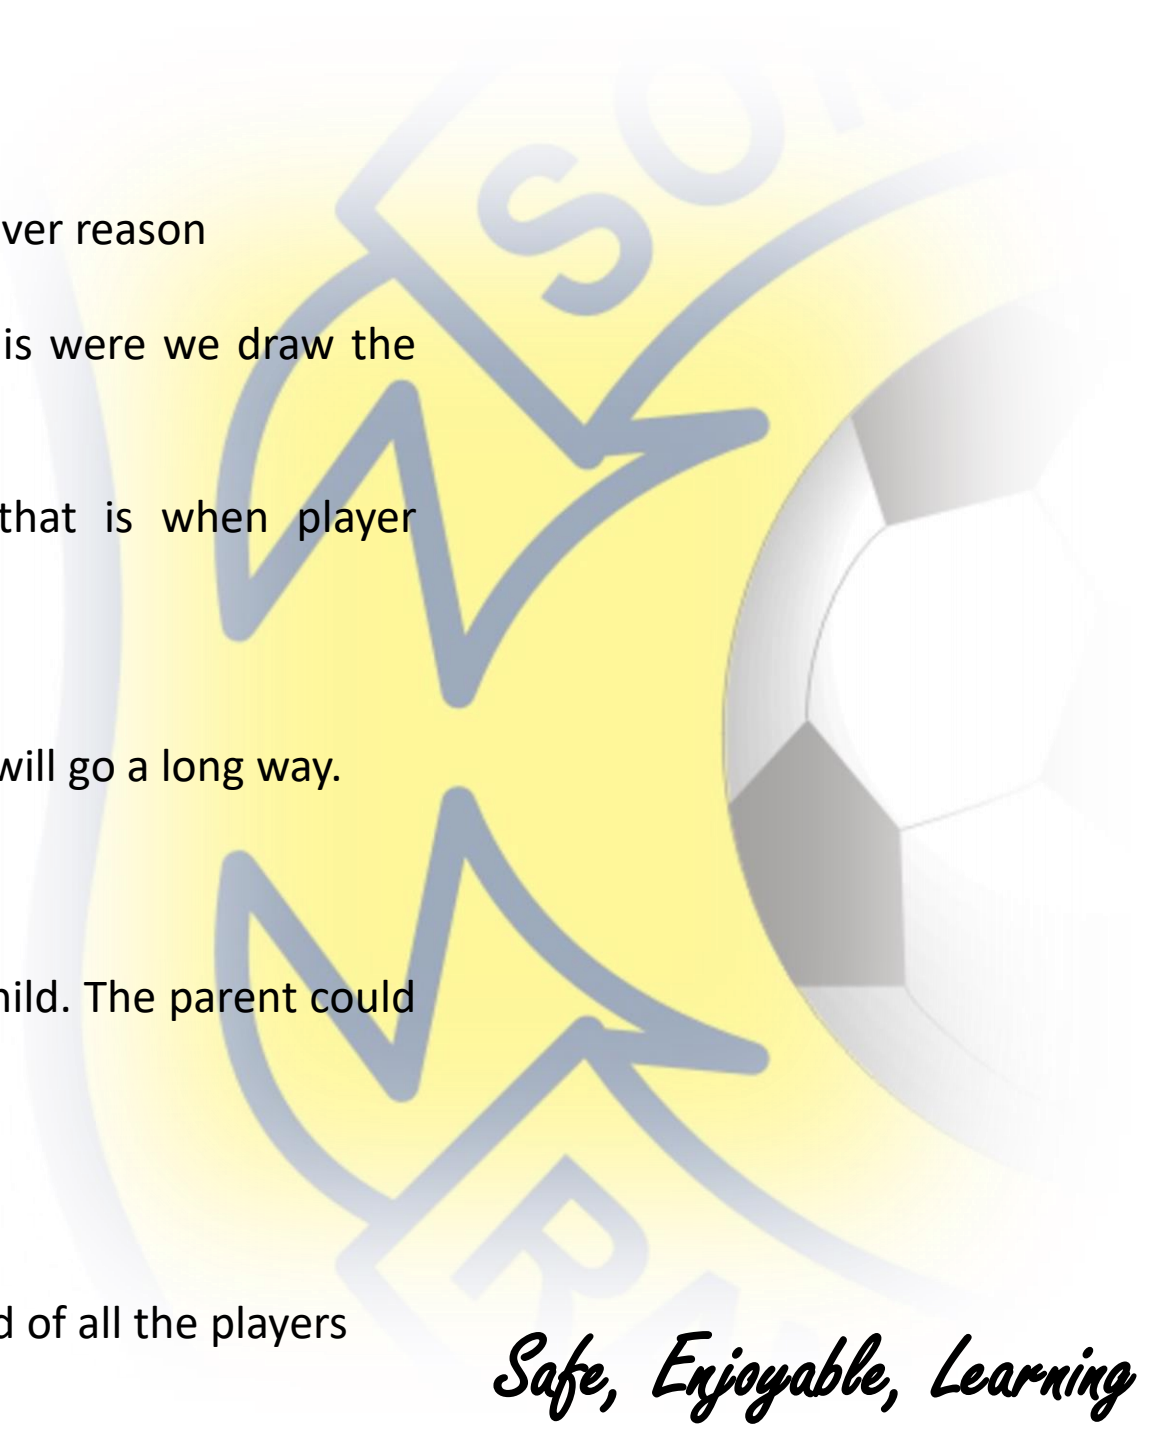 ver reason
is were we draw the
that is when player
will go a long way.
hild. The parent could
d of all the players
Safe, Enjoyable, Learning